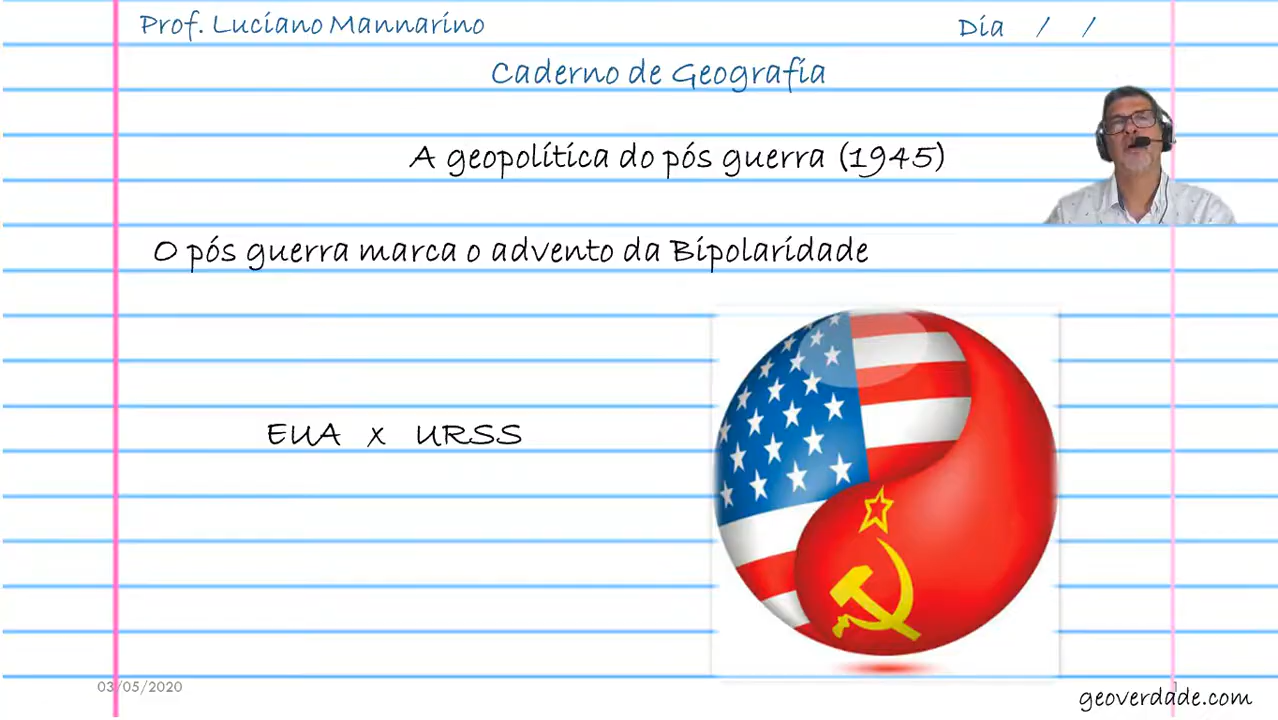 Prof. Luciano Mannarino
Dia / /
Caderno de Geografia
A geopolítica do pós guerra (1945)
O pós guerra marca o advento da Bipolaridade
EUA x URSS
03/05/2020
1
geoverdade.com